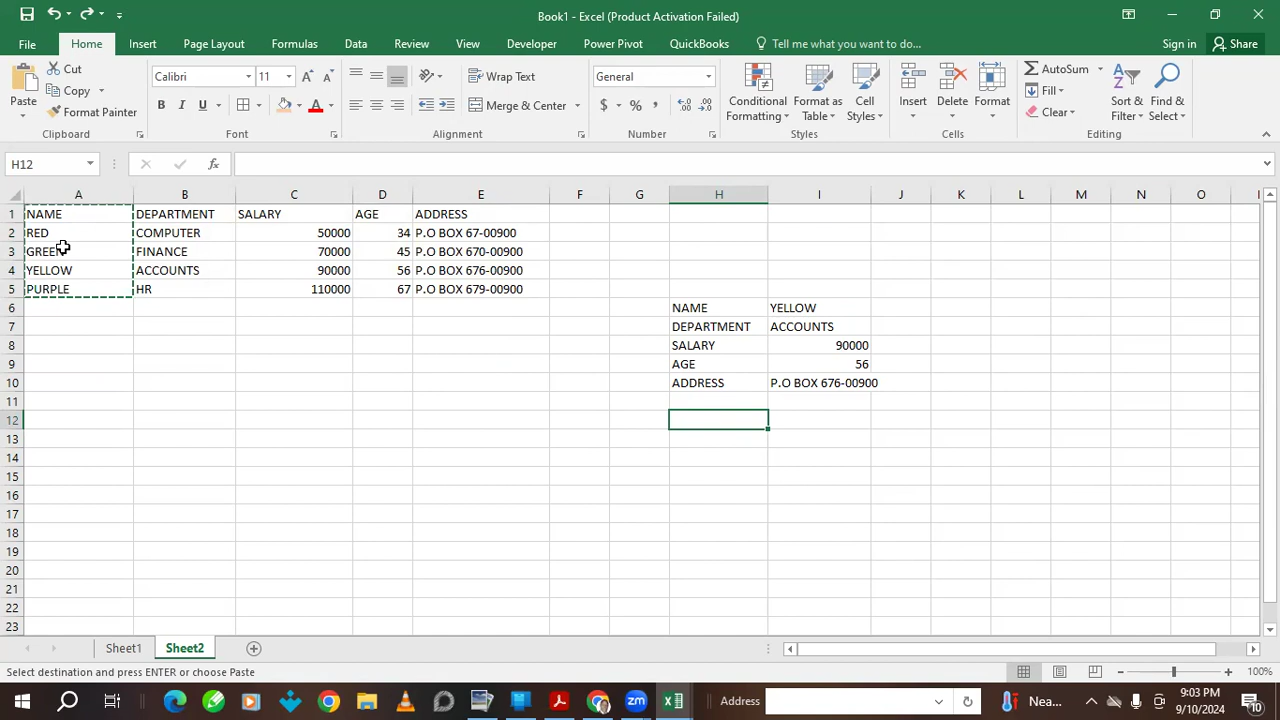 Book1 - Excel (Product Activation Failed)
File Home Insert Page Layout Formulas Data Review View Developer Power Pivot QuickBooks Tell me what you want to do... Sign in Share
Paste Cut Copy Format Painter Clipboard
Calibri 11 B I U A Font
Wrap Text Merge & Center Alignment
General $ % , Number
Conditional Formatting Format as Table Cell Styles Styles
Insert Delete Format Cells
AutoSum Fill Clear Sort & Filter Find & Select Editing
H12 fx
A B C D E F G H I J K L M N O
1 NAME DEPARTMENT SALARY AGE ADDRESS
2 RED COMPUTER 50000 34 P.O BOX 67-00900
3 GREEN FINANCE 70000 45 P.O BOX 670-00900
4 YELLOW ACCOUNTS 90000 56 P.O BOX 676-00900
5 PURPLE HR 110000 67 P.O BOX 679-00900
6 NAME YELLOW
7 DEPARTMENT ACCOUNTS
8 SALARY 90000
9 AGE 56
10 ADDRESS P.O BOX 676-00900
11
12
13
14
15
16
17
18
19
20
21
22
23
Sheet1 Sheet2
Select destination and press ENTER or choose Paste 100%
Address Nea... 9:03 PM
9/10/2024 10